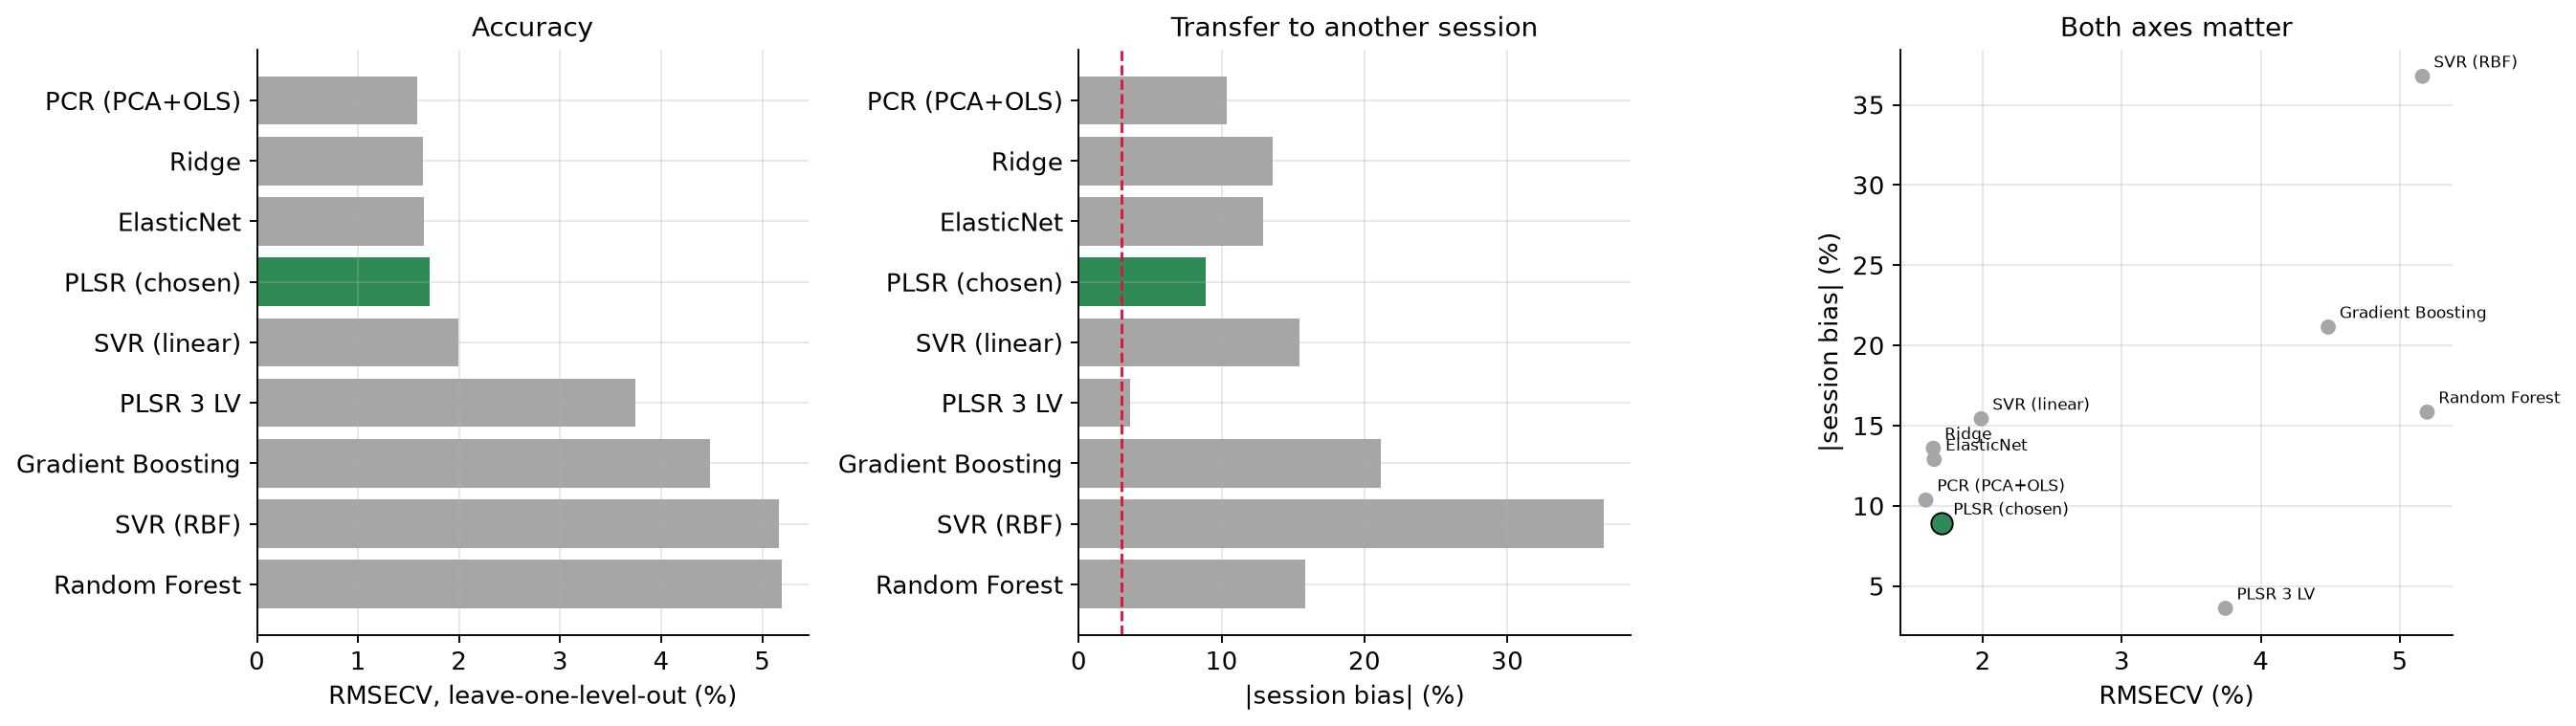 Accuracy
PCR (PCA+OLS)
Ridge
ElasticNet
PLSR (chosen)
SVR (linear)
PLSR 3 LV
Gradient Boosting
SVR (RBF)
Random Forest
0 1 2 3 4 5
RMSECV, leave-one-level-out (%)
Transfer to another session
PCR (PCA+OLS)
Ridge
ElasticNet
PLSR (chosen)
SVR (linear)
PLSR 3 LV
Gradient Boosting
SVR (RBF)
Random Forest
0 10 20 30
|session bias| (%)
Both axes matter
|session bias| (%)
35
30
25
20
15
10
5
SVR (RBF)
Gradient Boosting
Random Forest
SVR (linear)
Ridge
ElasticNet
PCR (PCA+OLS)
PLSR (chosen)
PLSR 3 LV
2 3 4 5
RMSECV (%)